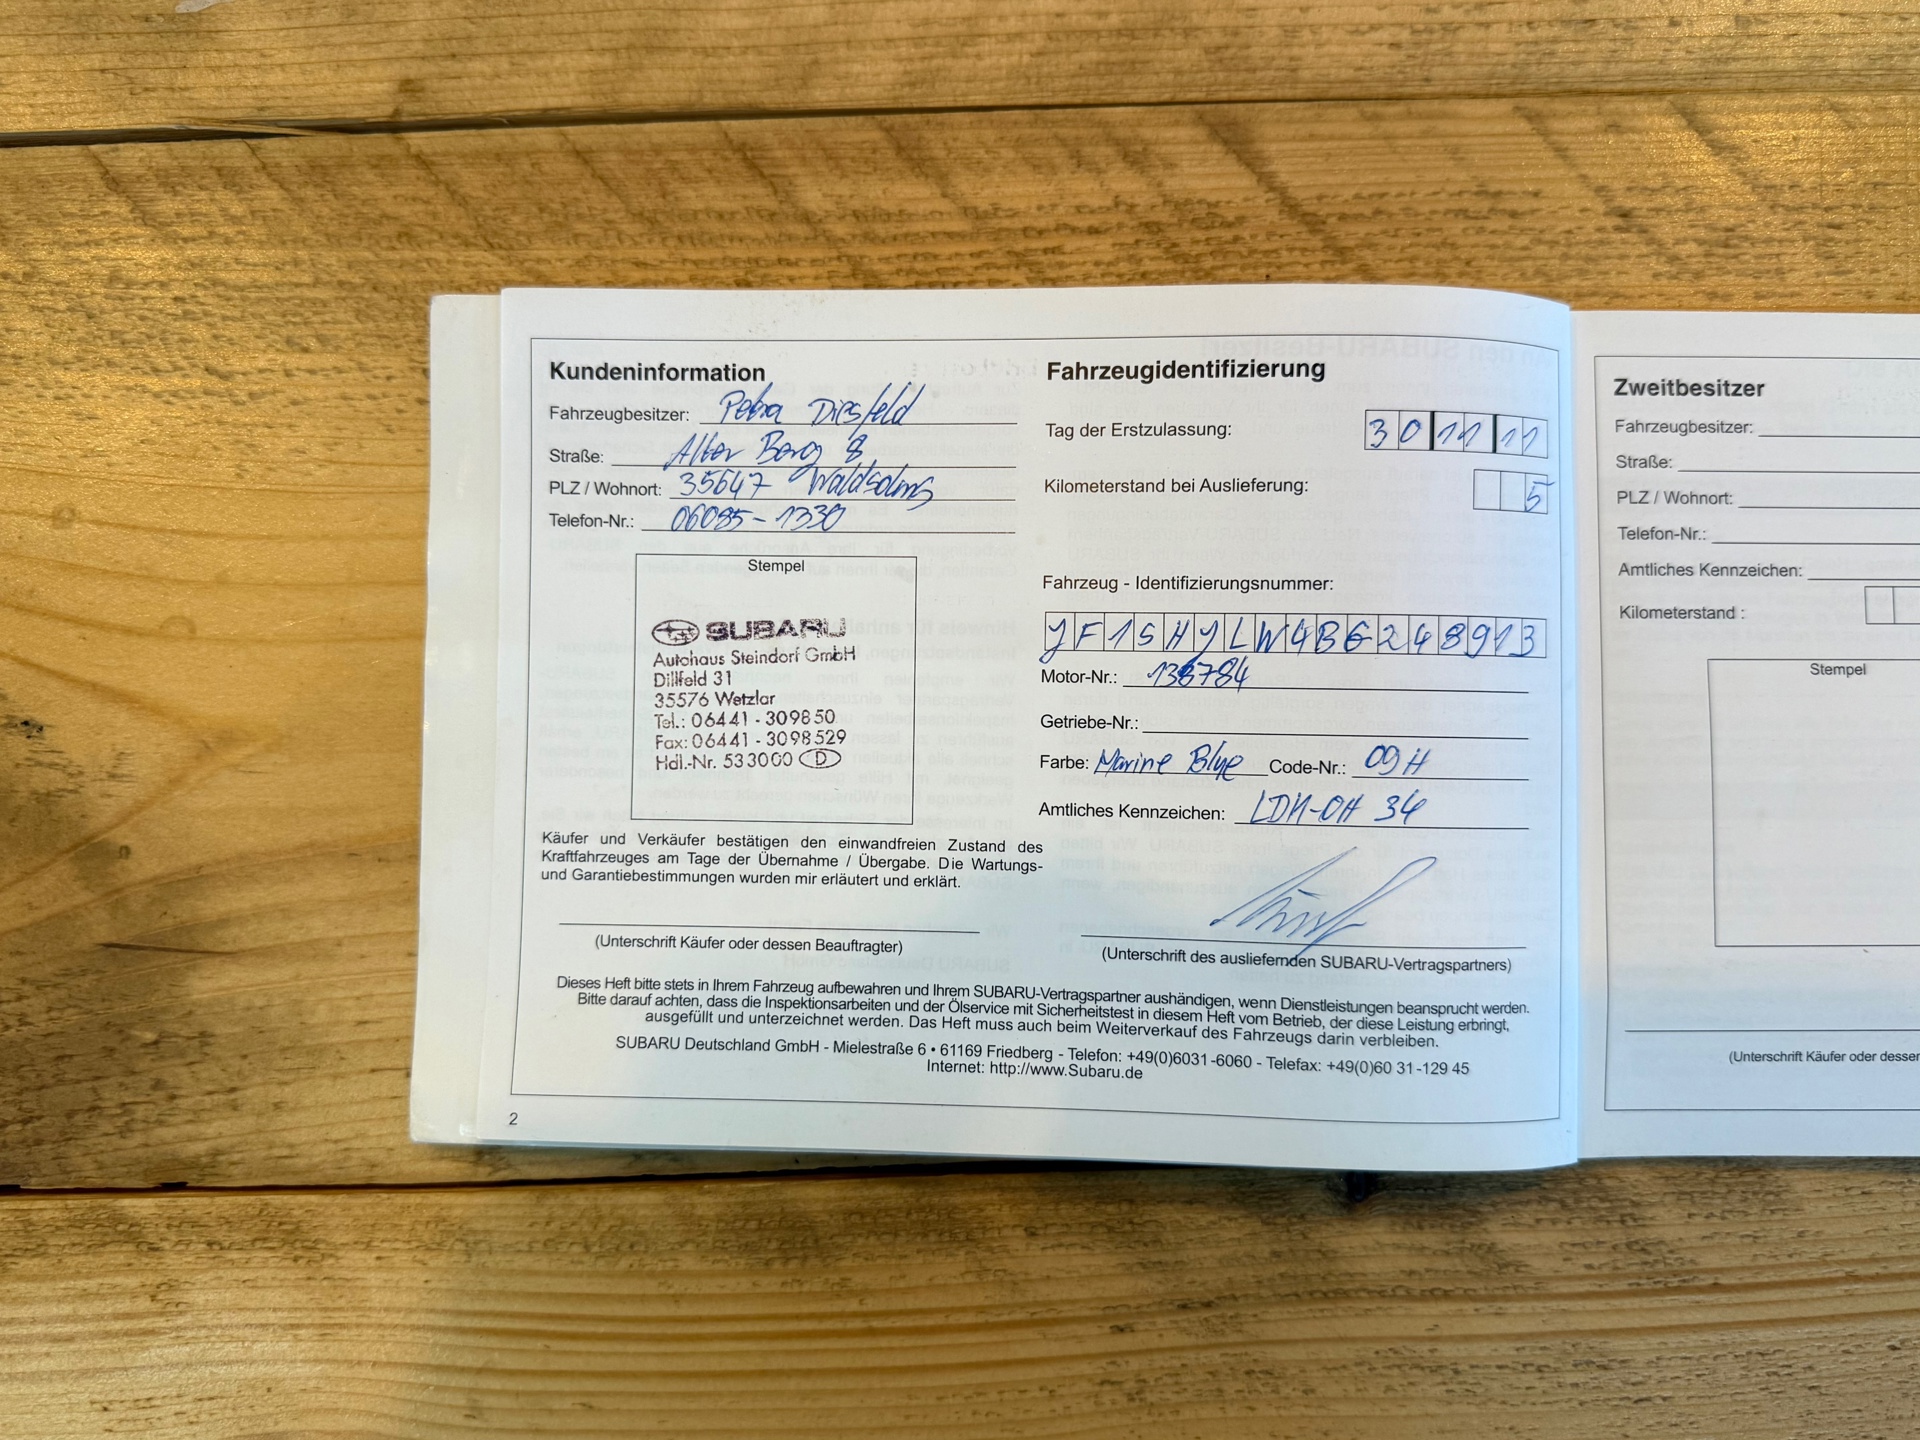 Kundeninformation
Fahrzeugbesitzer: Petra Diesfeld
Straße: Alter Berg 8
PLZ / Wohnort: 35647 Waldsolms
Telefon-Nr.: 06085-1330
Stempel
SUBARU
Autohaus Steindorf GmbH
Dillfeld 31
35576 Wetzlar
Tel.: 06441 - 309850
Fax: 06441 - 3098529
Hdl.-Nr. 533000 D
Käufer und Verkäufer bestätigen den einwandfreien Zustand des
Kraftfahrzeuges am Tage der Übernahme / Übergabe. Die Wartungs-
und Garantiebestimmungen wurden mir erläutert und erklärt.
(Unterschrift Käufer oder dessen Beauftragter)
Fahrzeugidentifizierung
Tag der Erstzulassung: 30 11 11
Kilometerstand bei Auslieferung: 5
Fahrzeug - Identifizierungsnummer:
JF1SHJLW4BG248913
Motor-Nr.:
Getriebe-Nr.:
Farbe: Marine Blue Code-Nr.: 09H
Amtliches Kennzeichen: LDK-OH 34
(Unterschrift des ausliefernden SUBARU-Vertragspartners)
Dieses Heft bitte stets in Ihrem Fahrzeug aufbewahren und Ihrem SUBARU-Vertragspartner aushändigen, wenn Dienstleistungen beansprucht werden.
Bitte darauf achten, dass die Inspektionsarbeiten und der Ölservice mit Sicherheitstest in diesem Heft vom Betrieb, der diese Leistung erbringt,
ausgefüllt und unterzeichnet werden. Das Heft muss auch beim Weiterverkauf des Fahrzeugs darin verbleiben.
SUBARU Deutschland GmbH - Mielestraße 6 • 61169 Friedberg - Telefon: +49(0)6031-6060 - Telefax: +49(0)60 31-129 45
Internet: http://www.Subaru.de
2
Zweitbesitzer
Fahrzeugbesitzer:
Straße:
PLZ / Wohnort:
Telefon-Nr.:
Amtliches Kennzeichen:
Kilometerstand :
Stempel
(Unterschrift Käufer oder